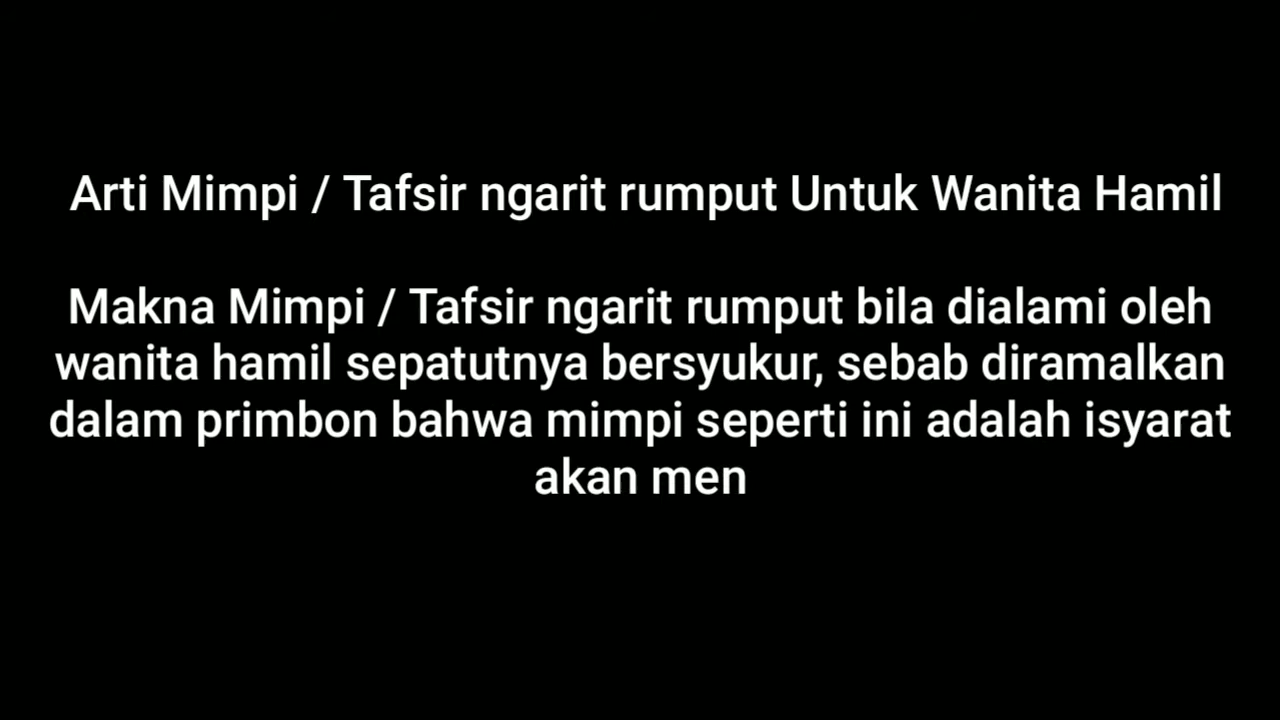 Arti Mimpi / Tafsir ngarit rumput Untuk Wanita Hamil
Makna Mimpi / Tafsir ngarit rumput bila dialami oleh
wanita hamil sepatutnya bersyukur, sebab diramalkan
dalam primbon bahwa mimpi seperti ini adalah isyarat
akan men